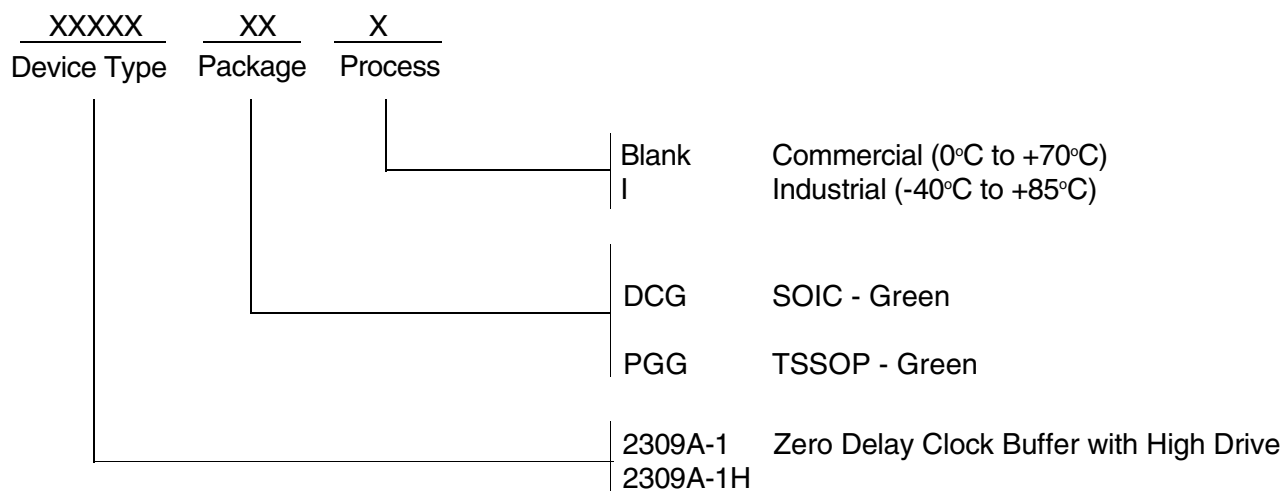 XXXXX XX X
Device Type Package Process
Blank Commercial (0°C to +70°C)
I Industrial (-40°C to +85°C)
DCG SOIC - Green
PGG TSSOP - Green
2309A-1 Zero Delay Clock Buffer with High Drive
2309A-1H